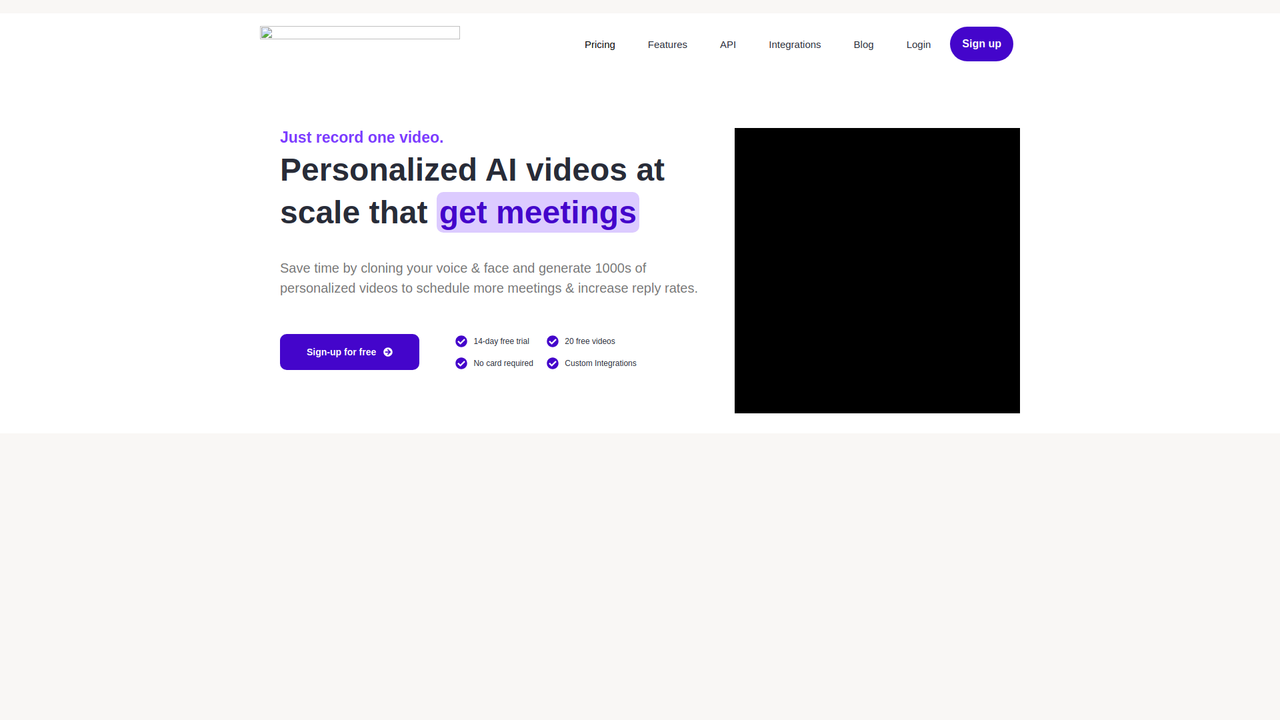 Pricing
Features
API
Integrations
Blog
Login
Sign up
Just record one video.
Personalized AI videos at
scale that get meetings
Save time by cloning your voice & face and generate 1000s of
personalized videos to schedule more meetings & increase reply rates.
Sign-up for free
14-day free trial
20 free videos
No card required
Custom Integrations